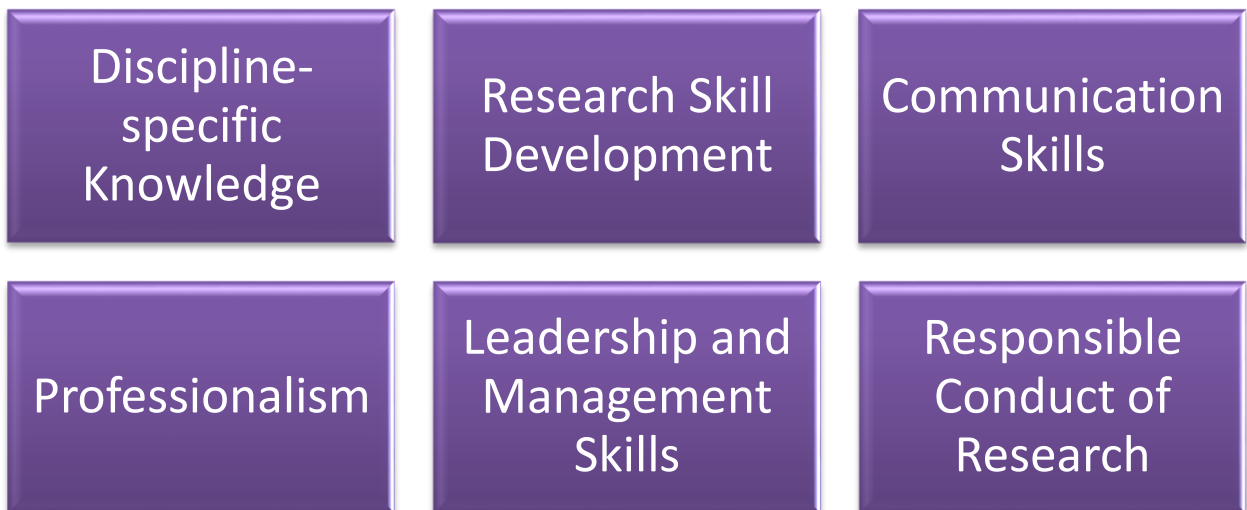 Discipline-
specific
Knowledge
Research Skill
Development
Communication
Skills
Professionalism
Leadership and
Management
Skills
Responsible
Conduct of
Research